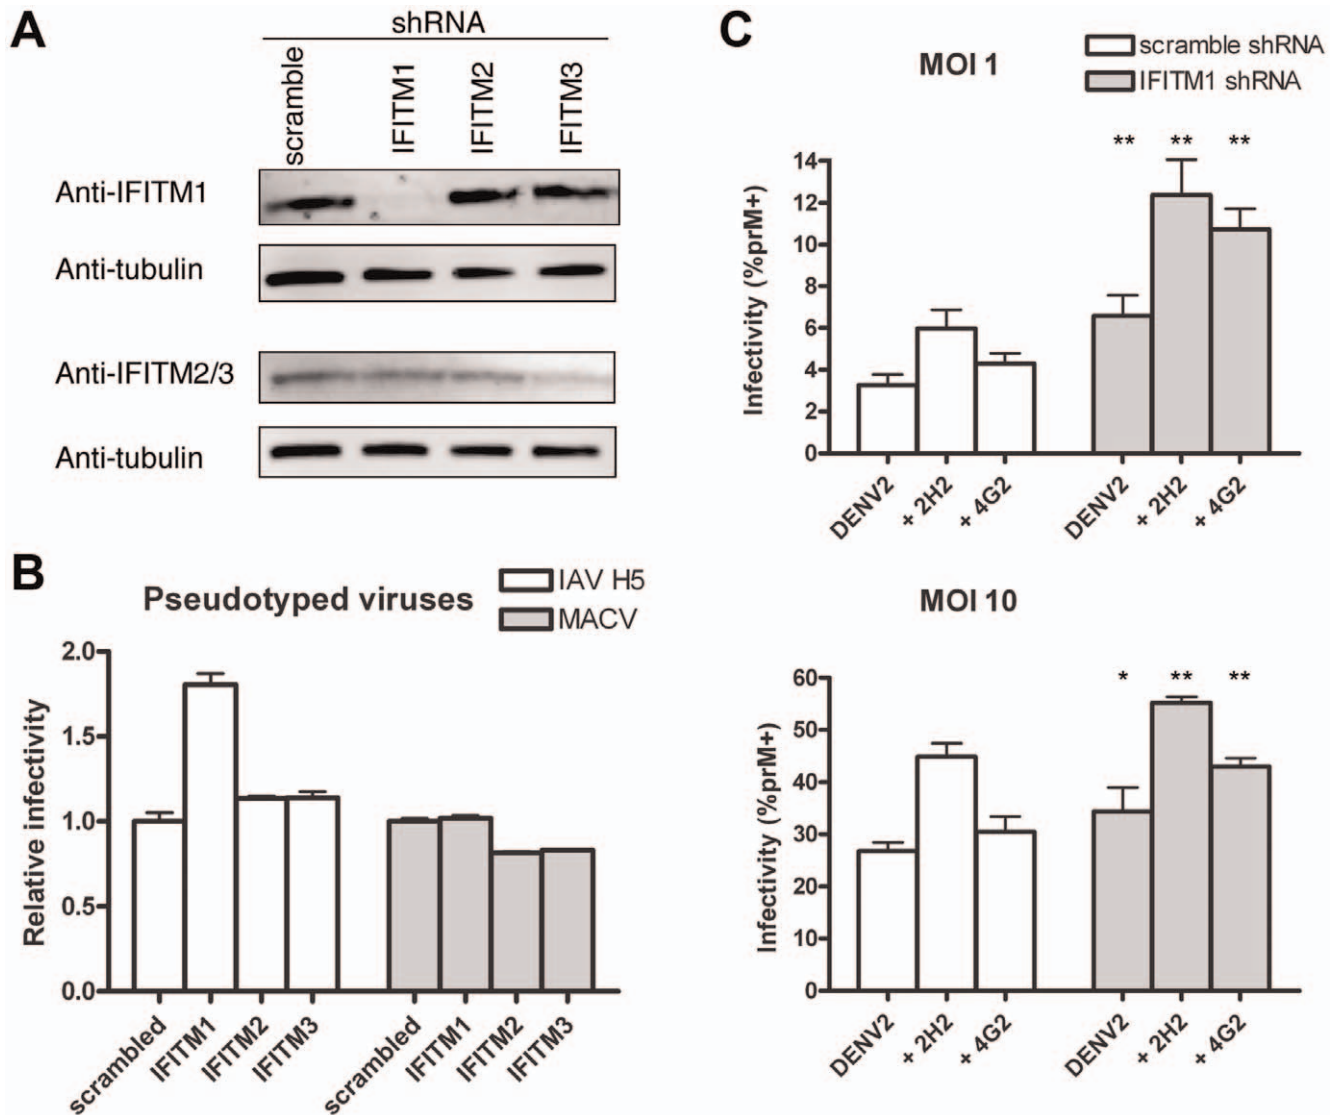 A
shRNA
scramble
IFITM1
IFITM2
IFITM3
Anti-IFITM1
Anti-tubulin
Anti-IFITM2/3
Anti-tubulin
B
Pseudotyped viruses
IAV H5
MACV
Relative infectivity
2.0
1.5
1.0
0.5
0.0
scrambled
IFITM1
IFITM2
IFITM3
scrambled
IFITM1
IFITM2
IFITM3
C
scramble shRNA
IFITM1 shRNA
MOI 1
** ** **
Infectivity (%prM+)
14
12
10
8
6
4
2
0
DENV2
+ 2H2
+ 4G2
DENV2
+ 2H2
+ 4G2
MOI 10
* ** **
Infectivity (%prM+)
60
50
40
30
20
10
0
DENV2
+ 2H2
+ 4G2
DENV2
+ 2H2
+ 4G2